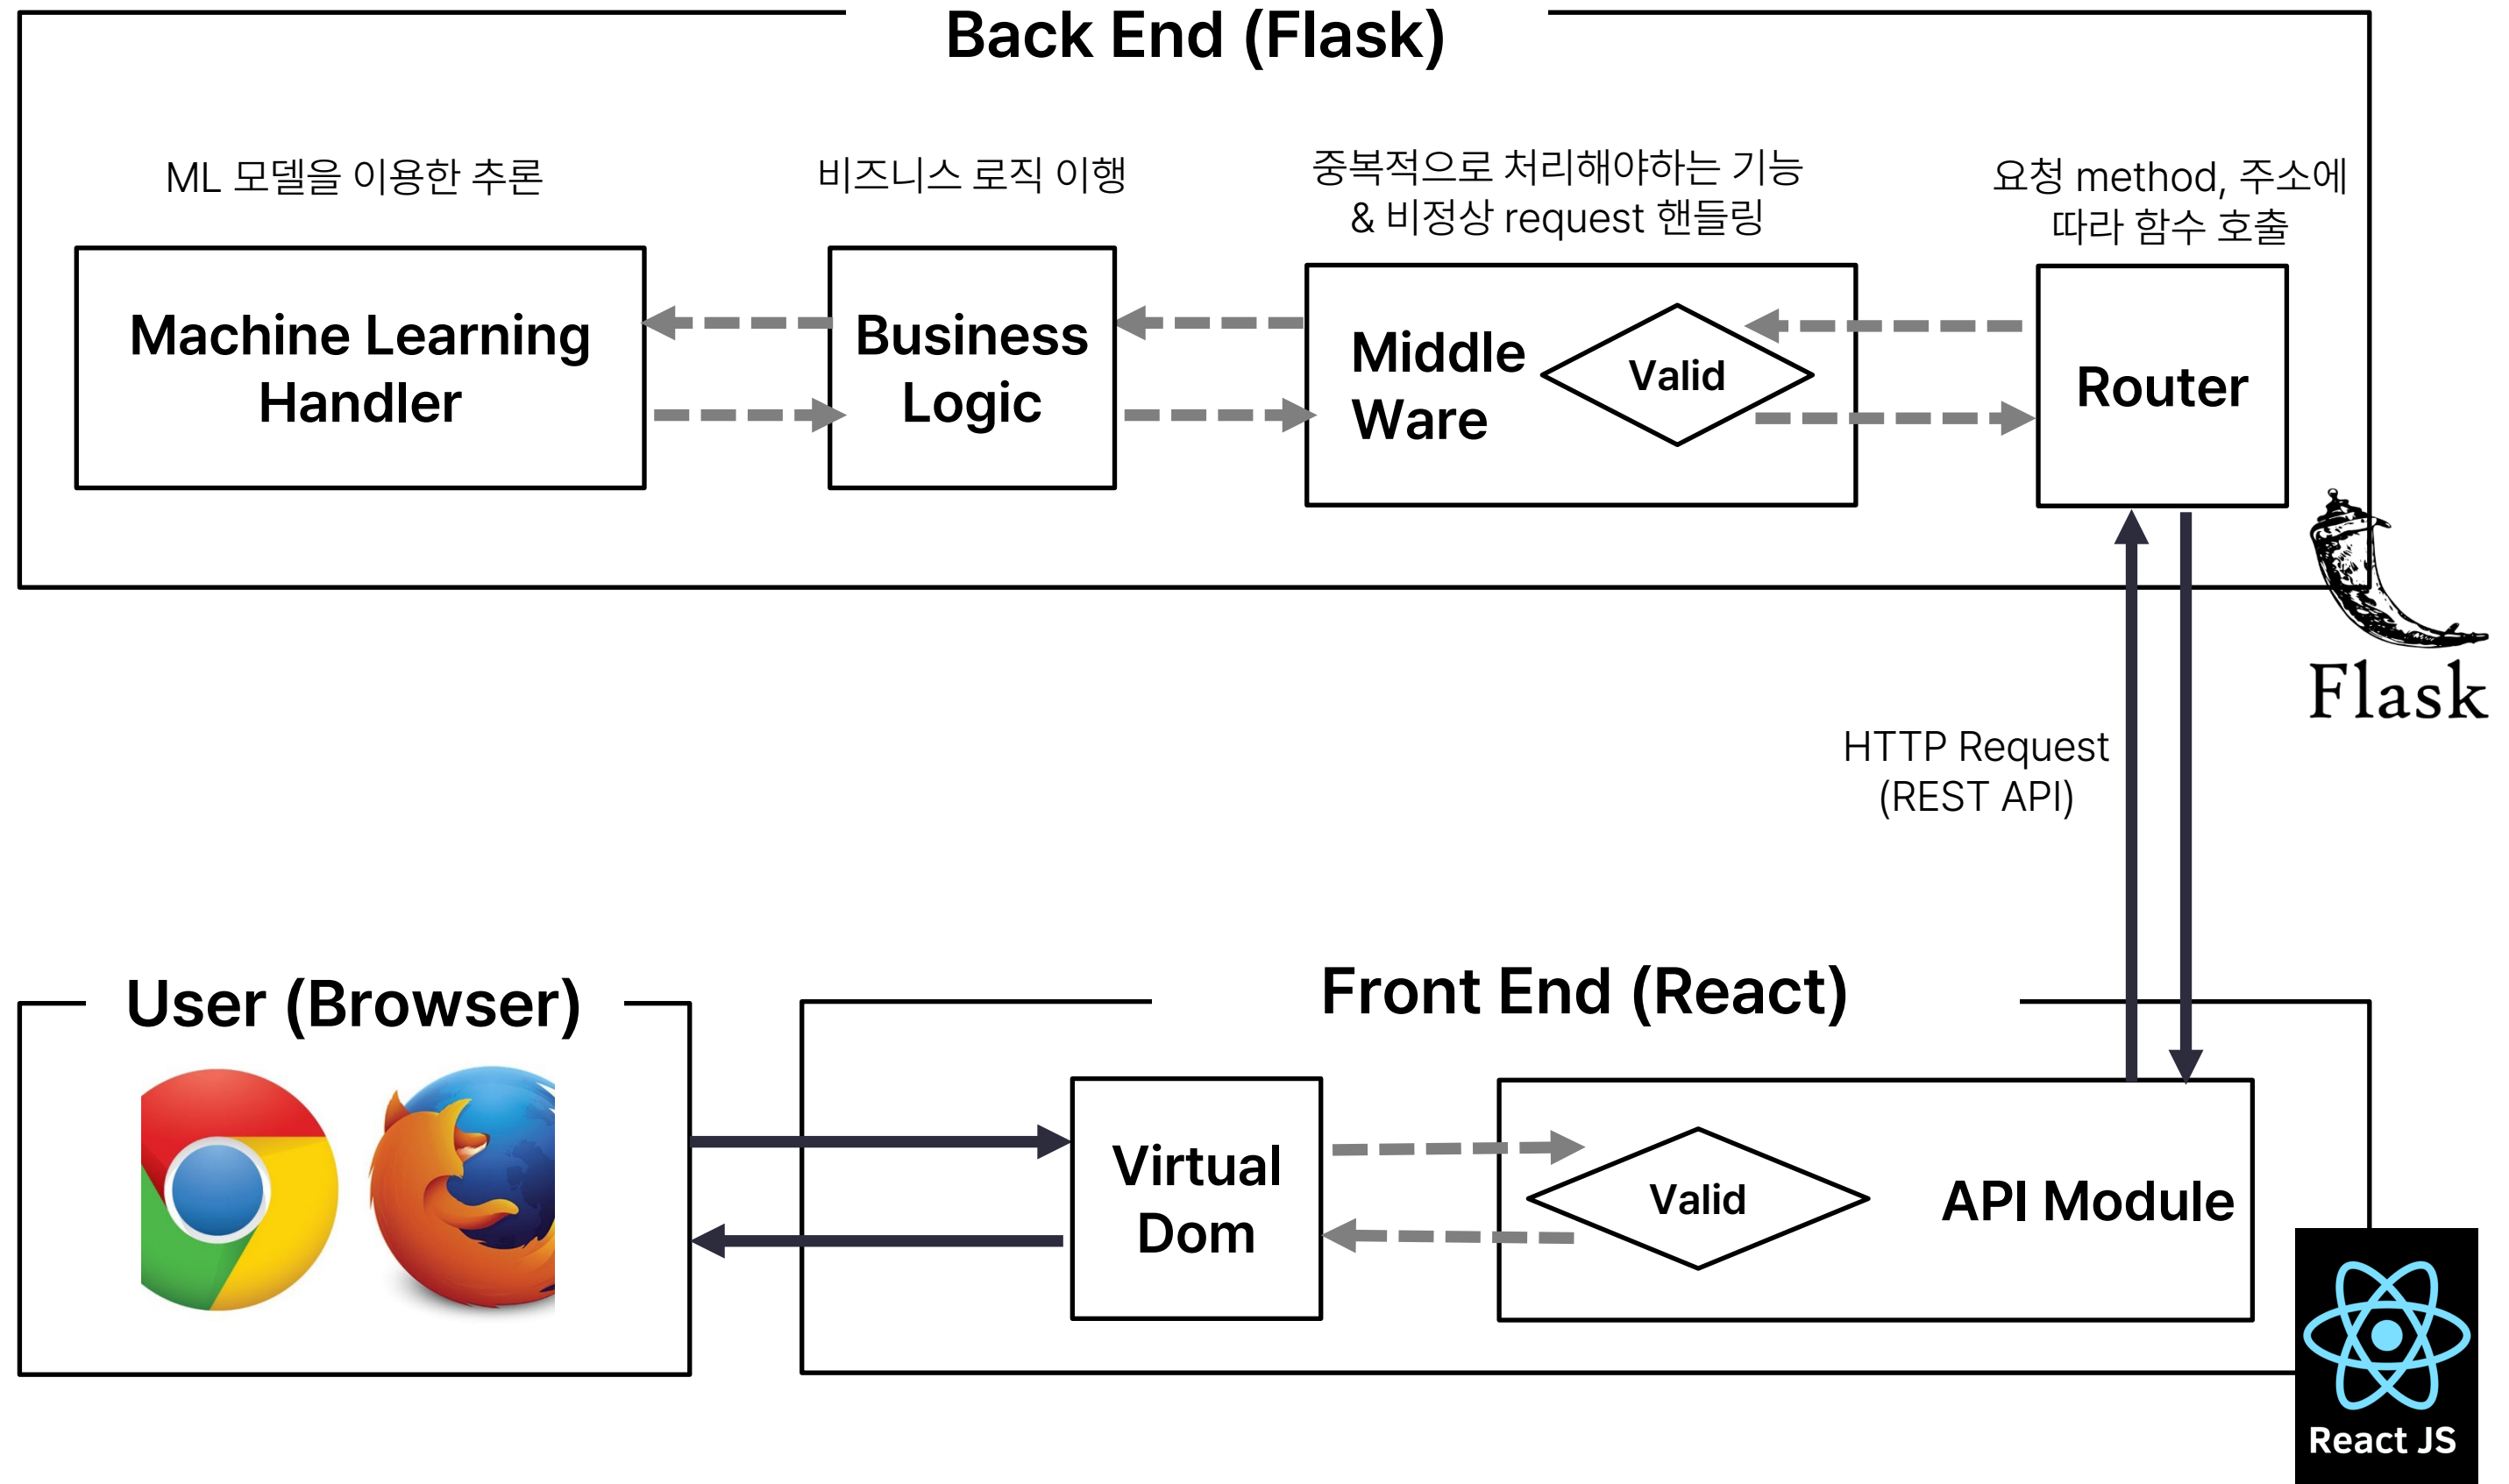 Back End (Flask)
ML 모델을 이용한 추론
비즈니스 로직 이행
중복적으로 처리해야하는 기능
& 비정상 request 핸들링
요청 method, 주소에
따라 함수 호출
Machine Learning
Handler
Business
Logic
Middle
Ware
Valid
Router
Flask
HTTP Request
(REST API)
User (Browser)
Front End (React)
Virtual
Dom
Valid
API Module
React JS